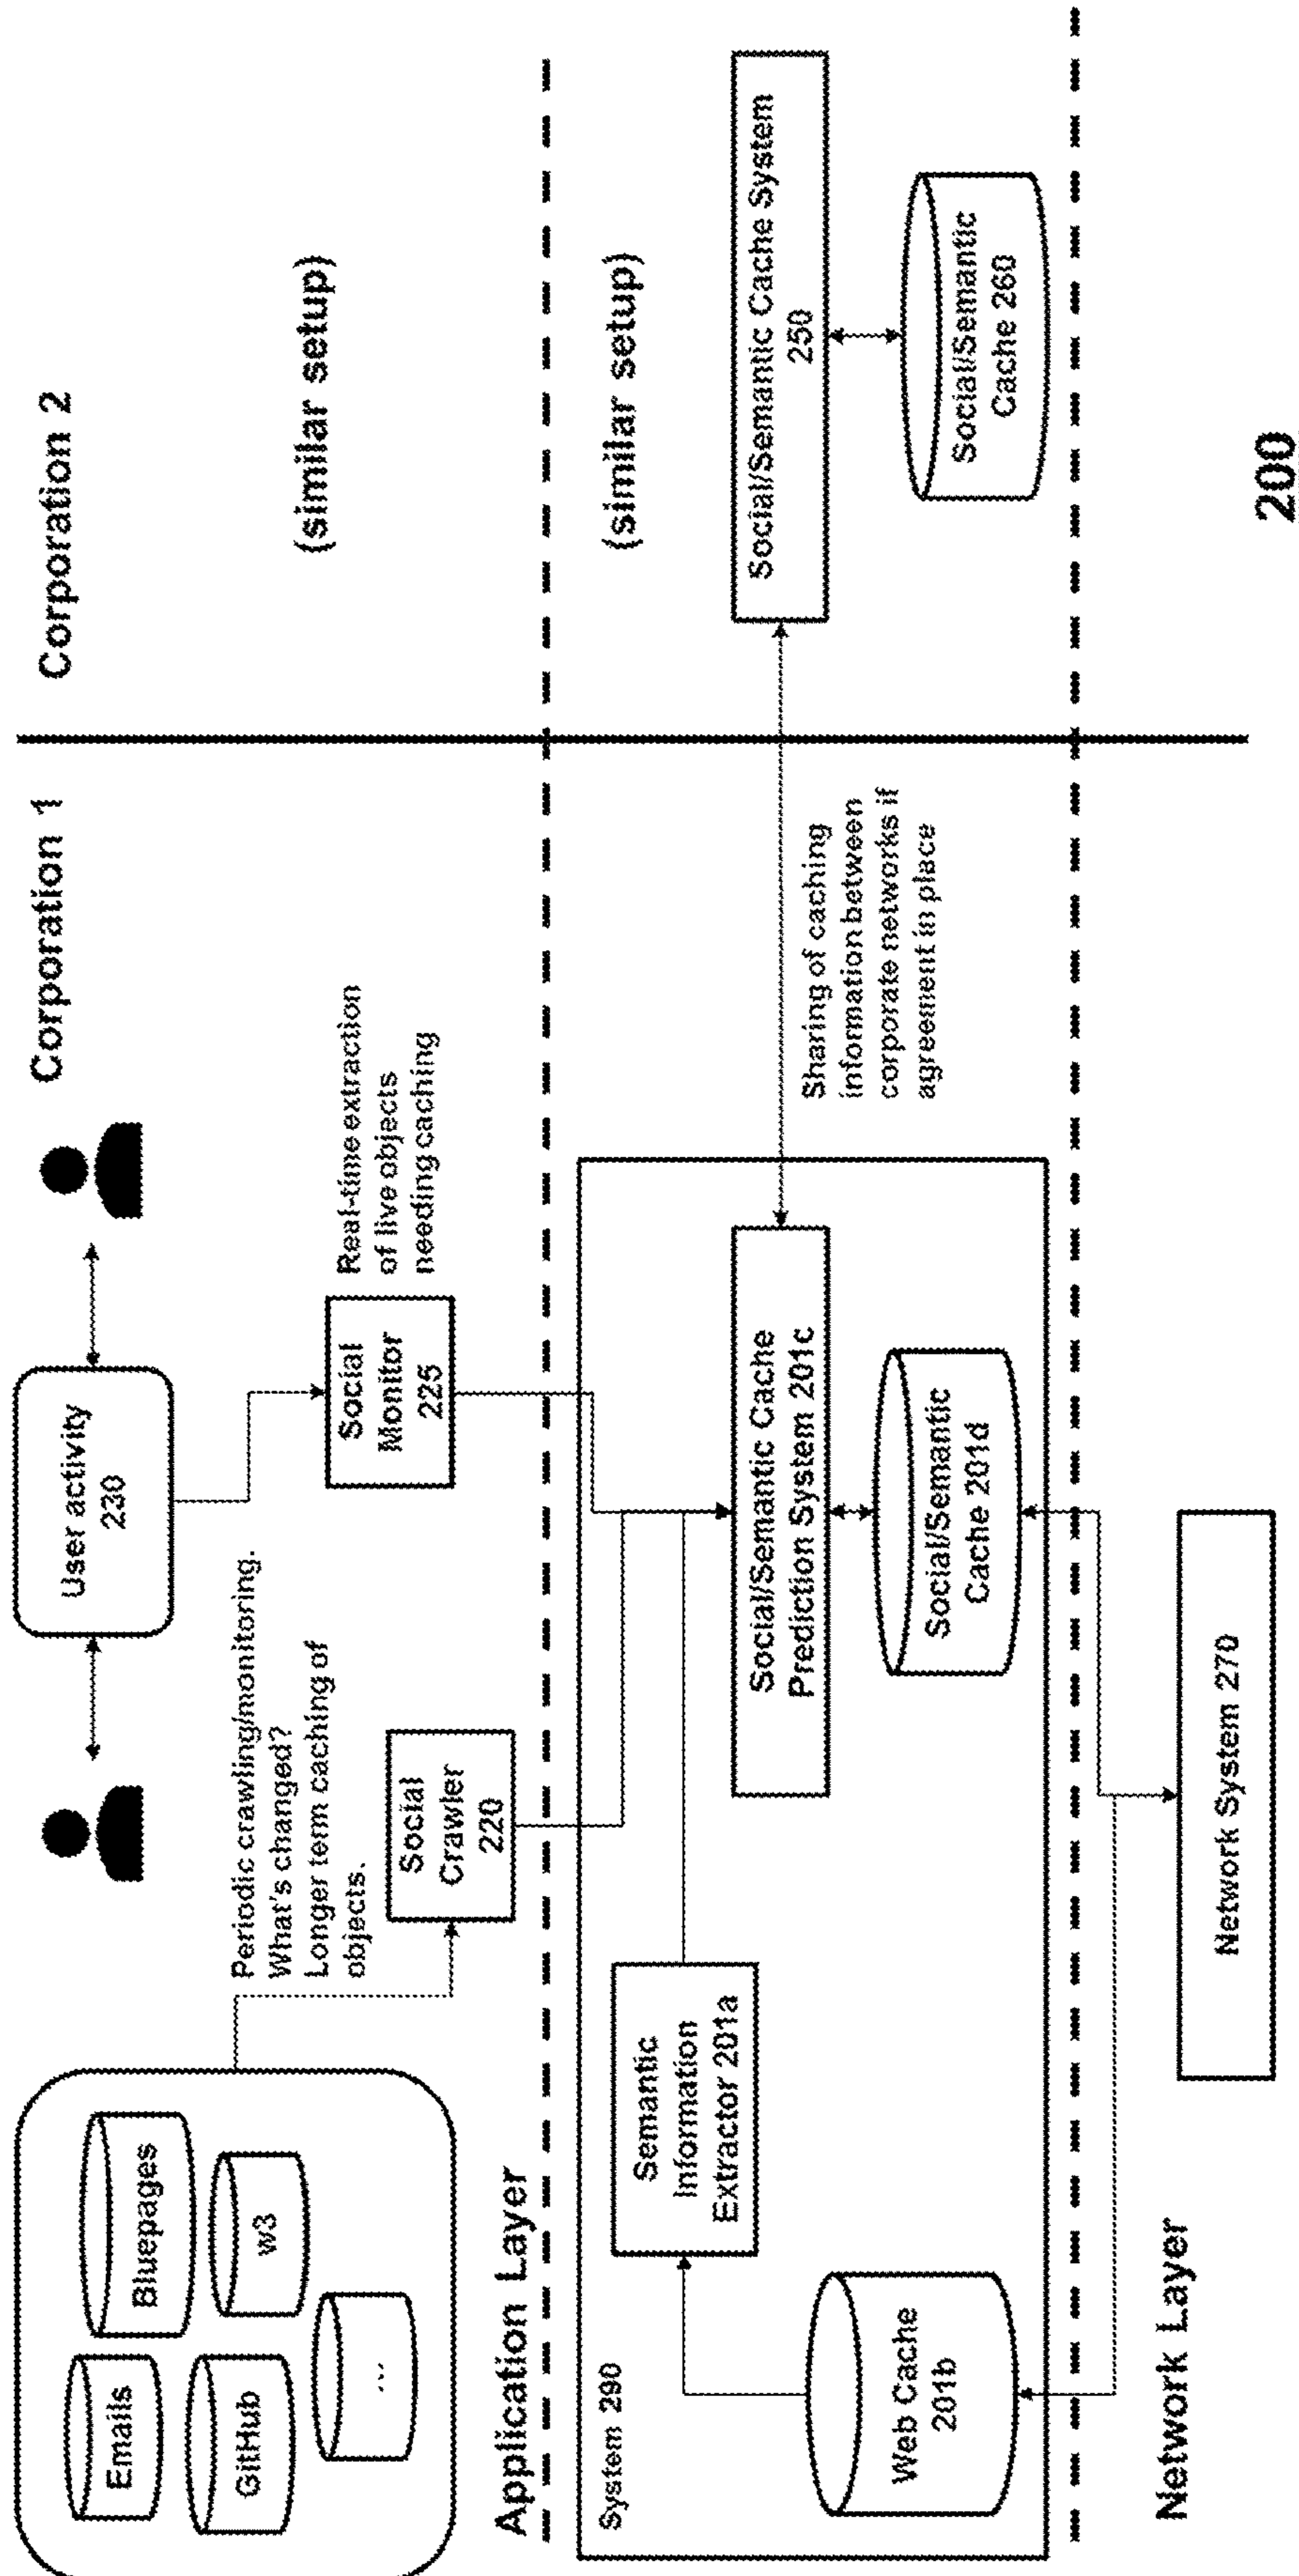 Corporation 1
Corporation 2
Emails
Bluepages
GitHub
w3
...
User activity
230
Periodic crawling/monitoring.
What's changed?
Longer term caching of
objects.
Social
Crawler
220
Social
Monitor
225
Real-time extraction
of live objects
needing caching
(similar setup)
Application Layer
System 290
Web Cache
201b
Semantic
Information
Extractor 201a
Social/Semantic Cache
Prediction System 201c
Social/Semantic
Cache 201d
Sharing of caching
information between
corporate networks if
agreement in place
(similar setup)
Social/Semantic Cache System
250
Social/Semantic
Cache 260
Network Layer
Network System 270
200